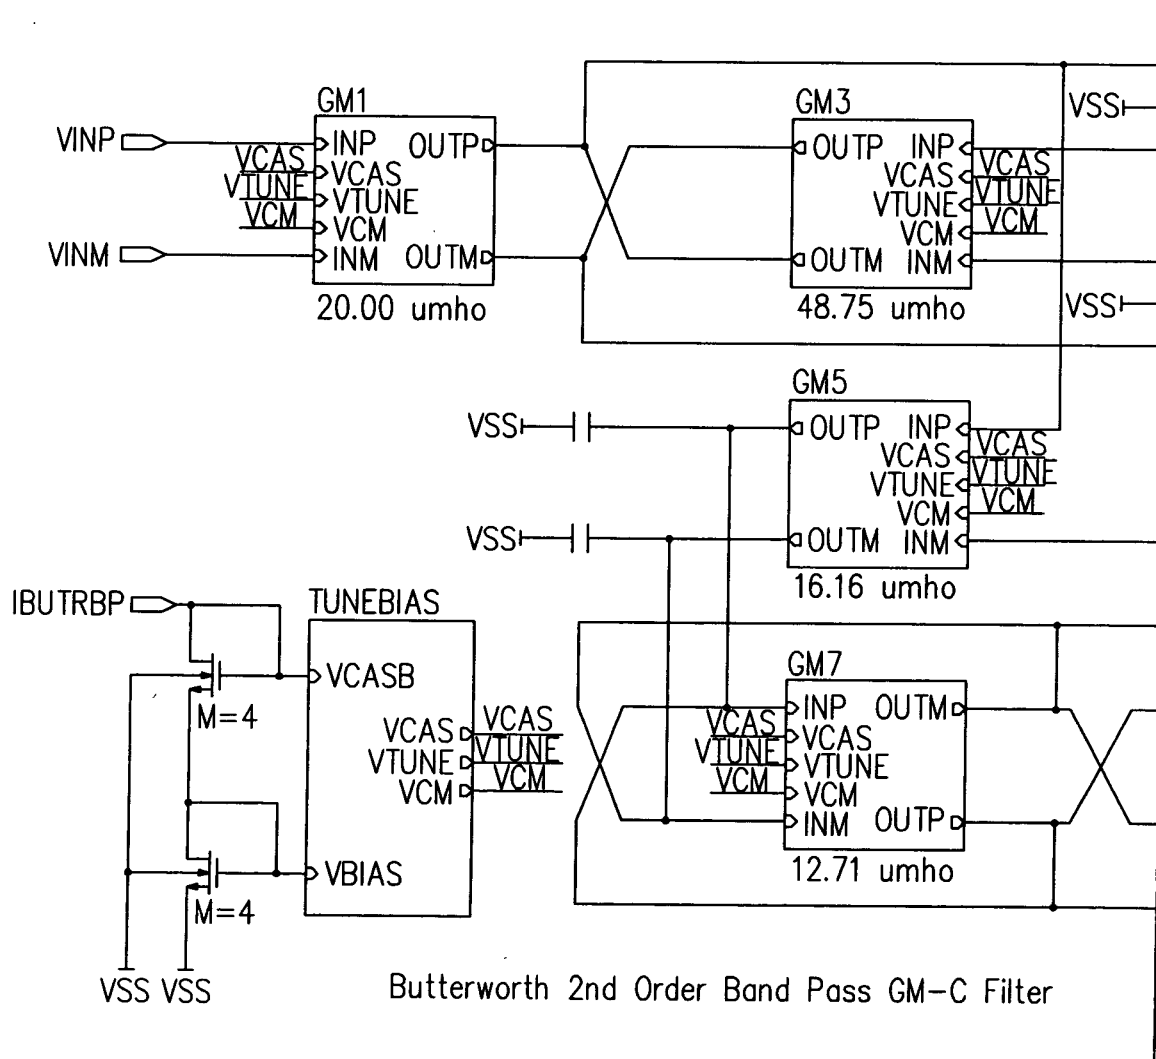 GM1
VINP
INP
OUTP
VCAS
VCAS
VTUNE
VTUNE
VCM
VCM
VINM
INM
OUTM
20.00 umho
GM3
VSS
OUTP
INP
VCAS
VCAS
VTUNE
VTUNE
VCM
VCM
OUTM
INM
48.75 umho
VSS
GM5
VSS
OUTP
INP
VCAS
VCAS
VTUNE
VTUNE
VCM
VCM
VSS
OUTM
INM
16.16 umho
IBUTRBP
TUNEBIAS
VCASB
M=4
VCAS
VCAS
VTUNE
VTUNE
VCM
VCM
VBIAS
M=4
VSS
VSS
GM7
INP
OUTM
VCAS
VCAS
VTUNE
VTUNE
VCM
VCM
INM
OUTP
12.71 umho
Butterworth 2nd Order Band Pass GM-C Filter